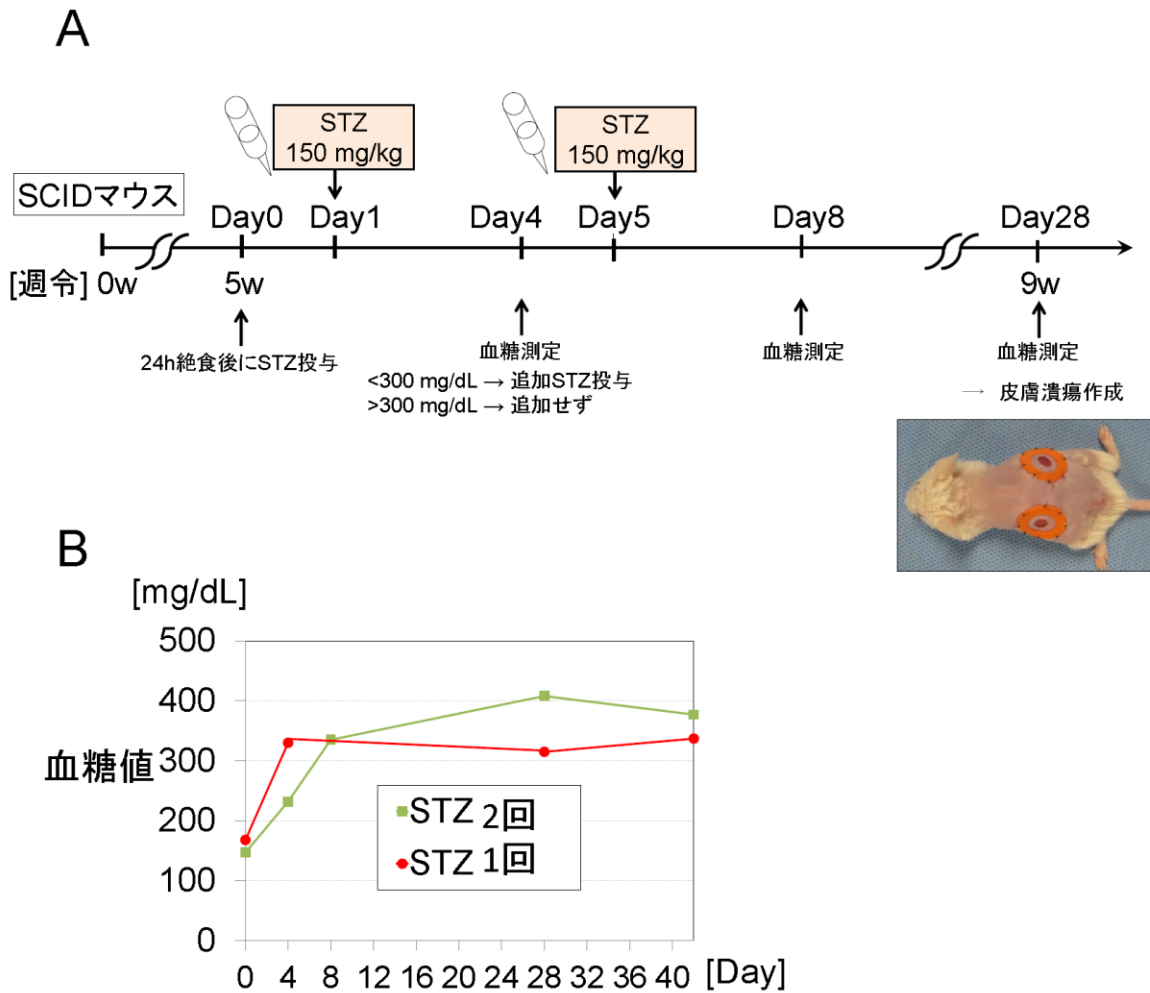 A
STZ
150 mg/kg
STZ
150 mg/kg
SCIDマウス
Day0
Day1
Day4
Day5
Day8
Day28
[週令]
0w
5w
9w
24h絶食後にSTZ投与
血糖測定
<300 mg/dL → 追加STZ投与
>300 mg/dL → 追加せず
血糖測定
血糖測定
→ 皮膚潰瘍作成
B
[mg/dL]
500
400
300
200
100
0
血糖値
STZ 2回
STZ 1回
0 4 8 12 16 20 24 28 32 36 40 [Day]